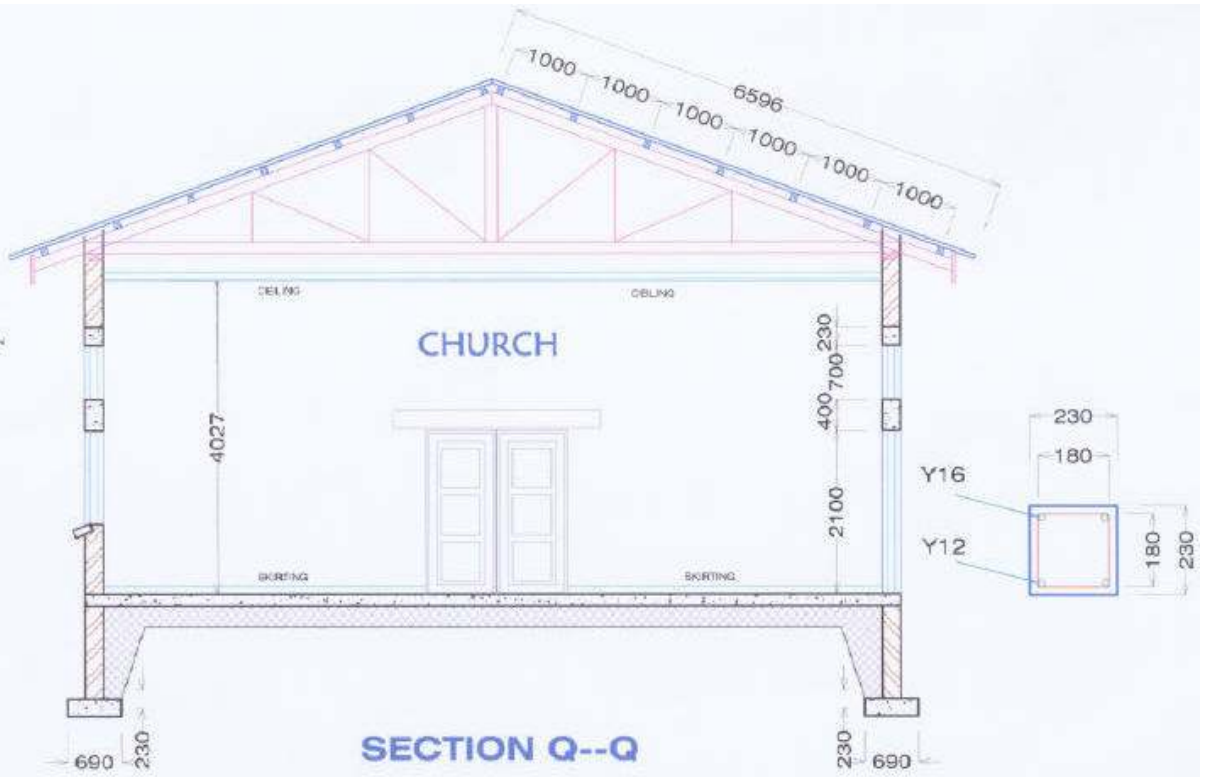 1000
1000
6596
1000
1000
1000
1000
CEILING
CEILING
CHURCH
230
700
400
4027
2100
230
180
Y16
Y12
180
230
SKIRTING
SKIRTING
690
230
SECTION Q--Q
230
690